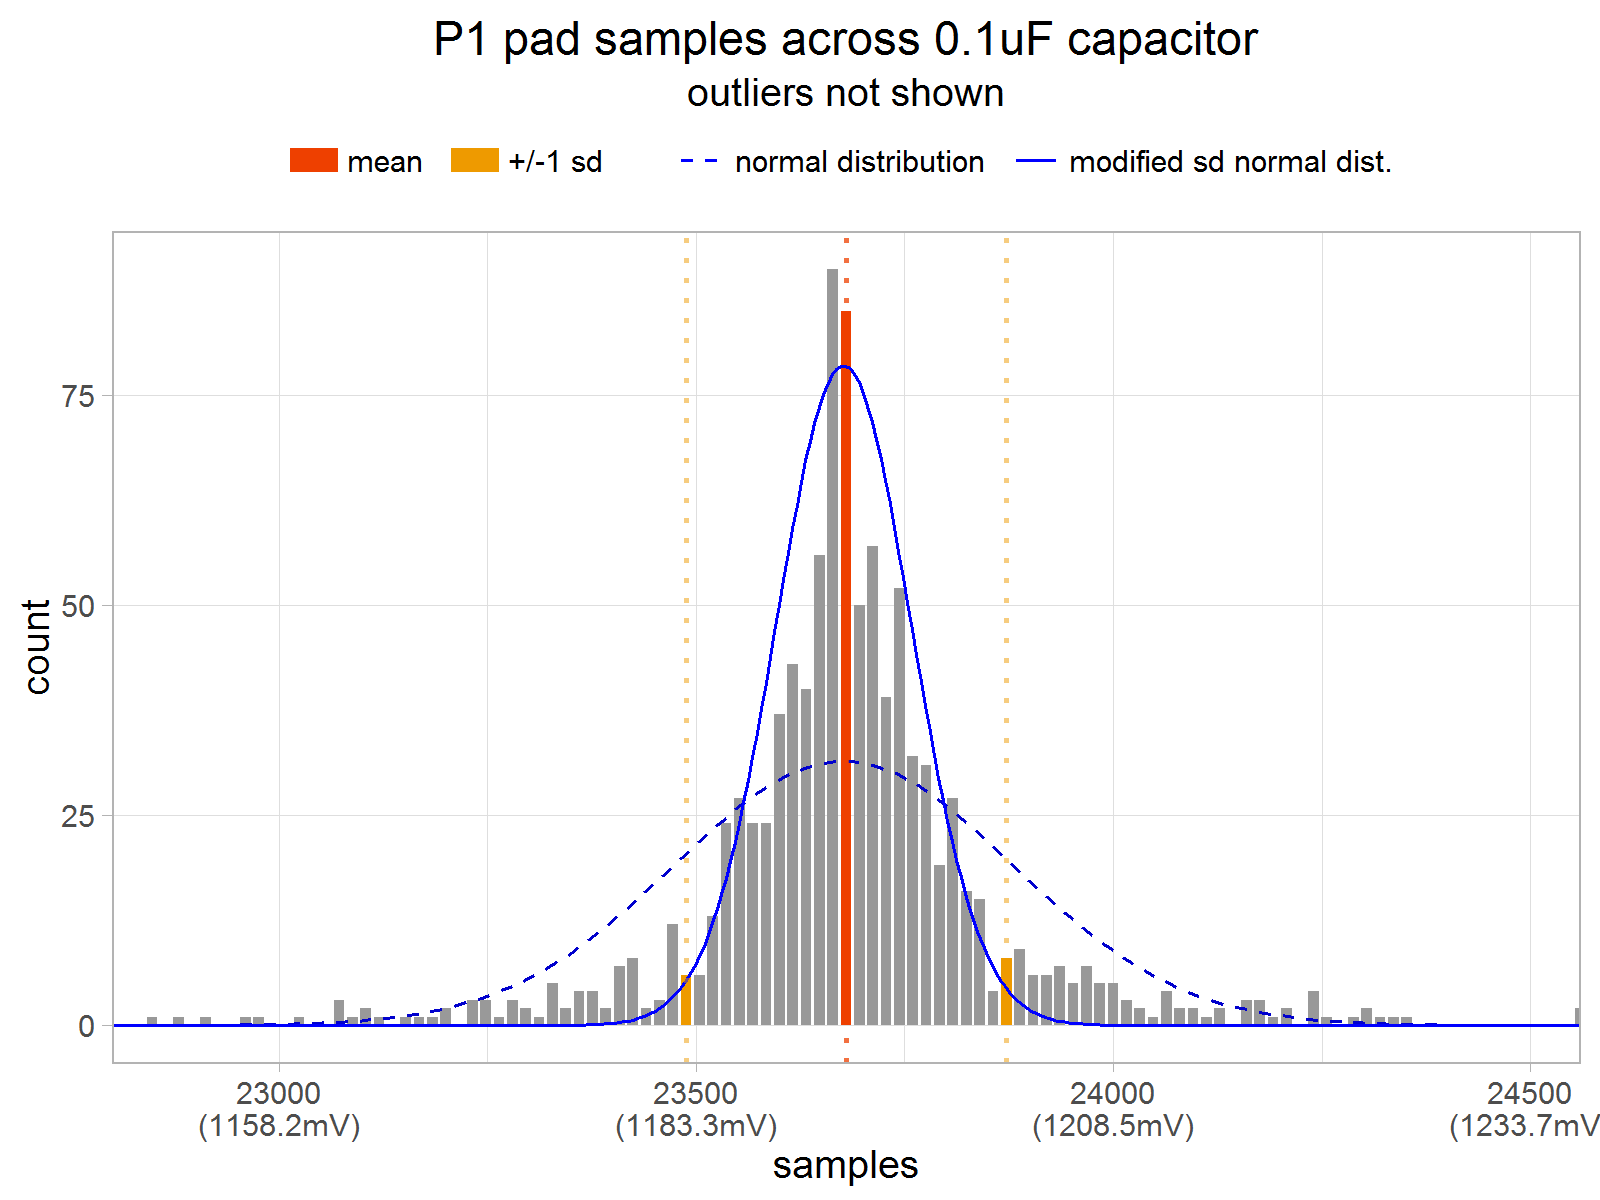 P1 pad samples across 0.1uF capacitor
outliers not shown
mean +/-1 sd normal distribution modified sd normal dist.
75
50
25
0
count
23000 23500 24000 24500
(1158.2mV) (1183.3mV) (1208.5mV) (1233.7mV
samples